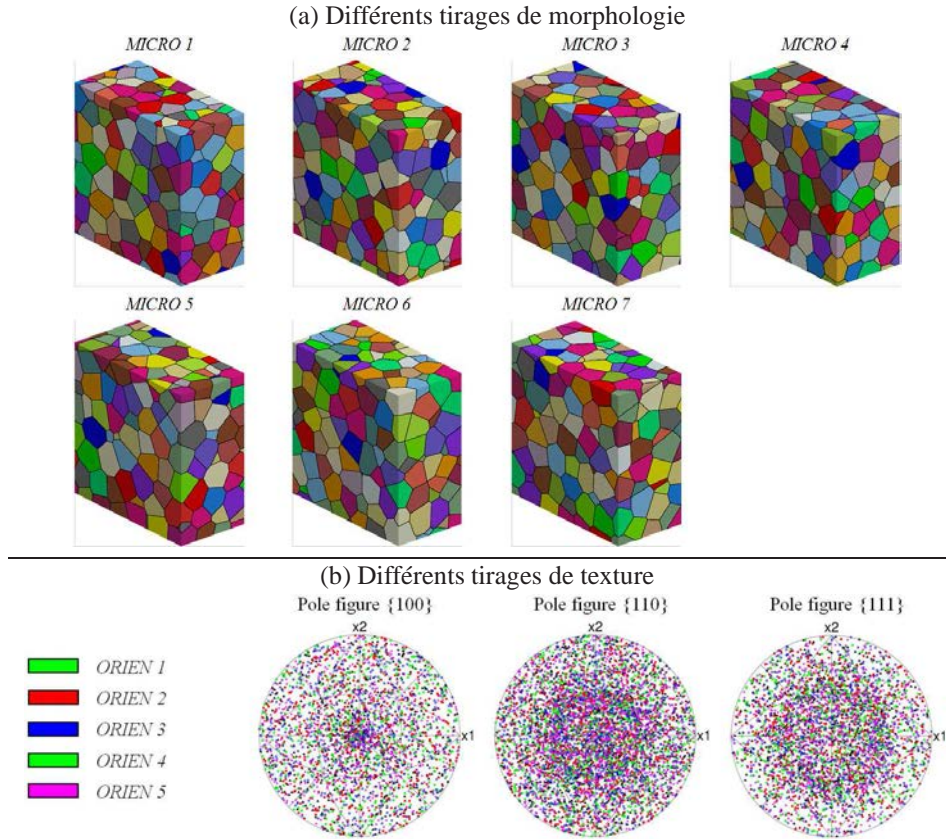 (a) Différents tirages de morphologie
MICRO 1 MICRO 2 MICRO 3 MICRO 4
MICRO 5 MICRO 6 MICRO 7
(b) Différents tirages de texture
Pole figure {100} Pole figure {110} Pole figure {111}
x2 x2 x2
ORIEN 1
ORIEN 2
ORIEN 3
x1 x1 x1
ORIEN 4
ORIEN 5